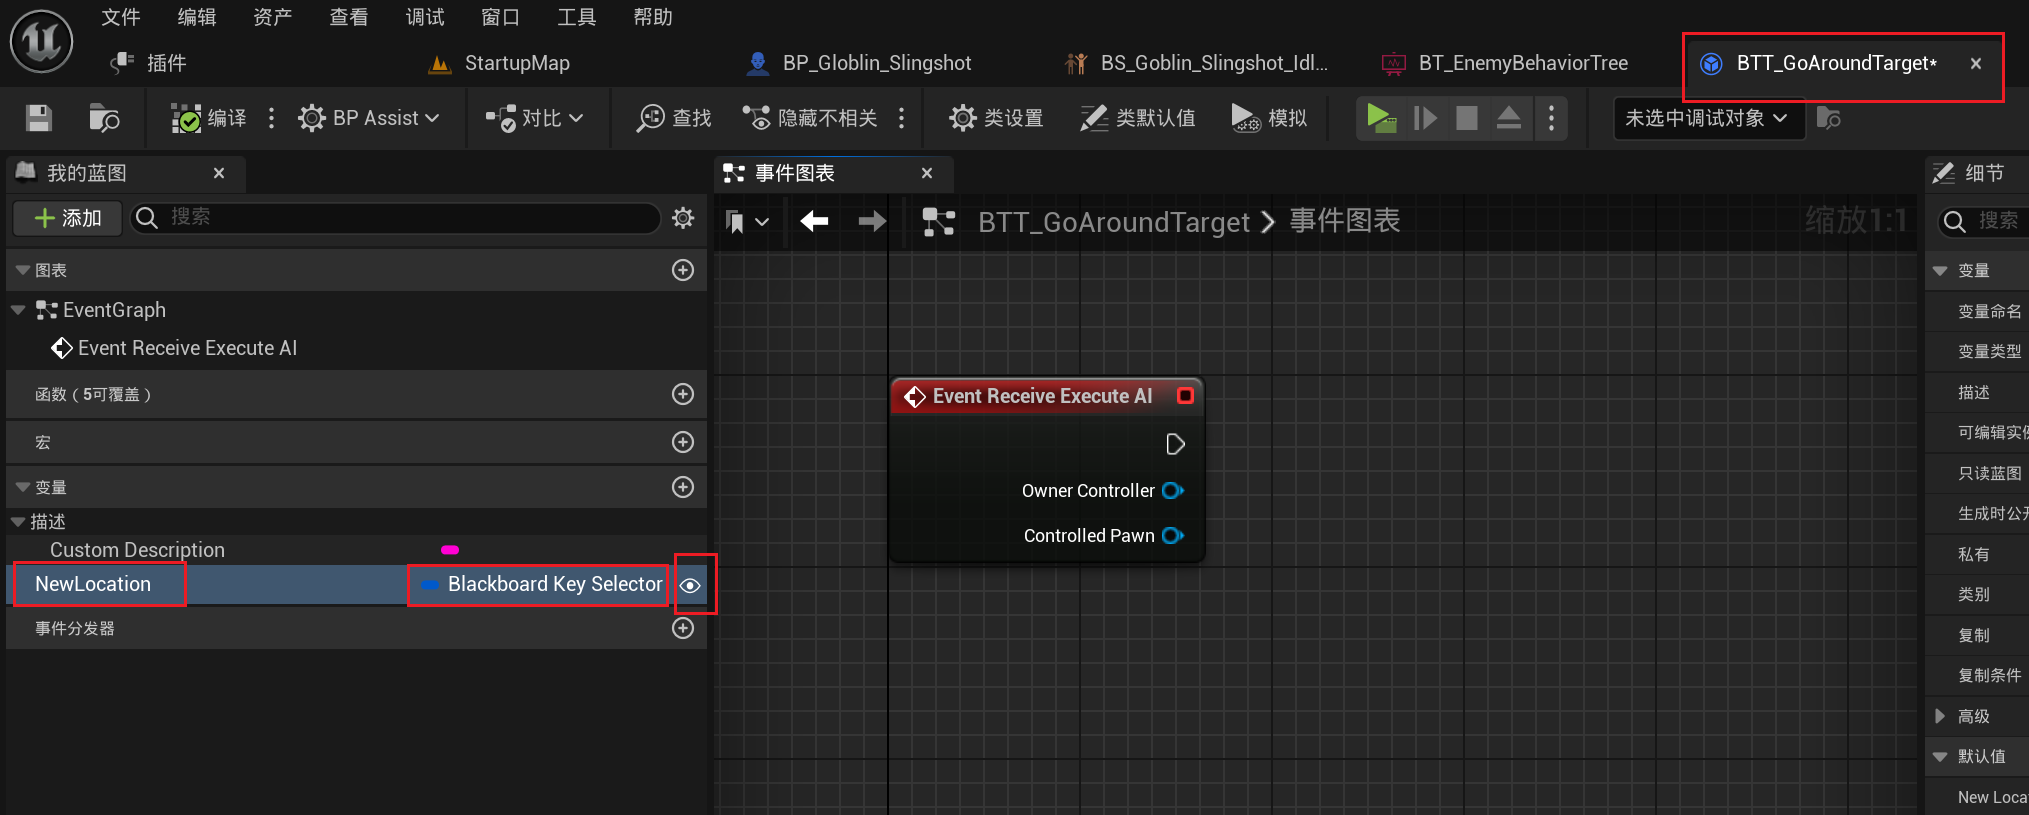 文件 编辑 资产 查看 调试 窗口 工具 帮助
插件 StartupMap BP_Globlin_Slingshot BS_Goblin_Slingshot_Idl... BT_EnemyBehaviorTree BTT_GoAroundTarget*
编译 BP Assist 对比 查找 隐藏不相关 类设置 类默认值 模拟 未选中调试对象
我的蓝图 事件图表 细节
添加 搜索 BTT_GoAroundTarget > 事件图表 缩放1:1 搜索
图表
EventGraph
Event Receive Execute AI
函数（5可覆盖）
宏
变量
描述
Custom Description
NewLocation Blackboard Key Selector
事件分发器
Event Receive Execute AI
Owner Controller
Controlled Pawn
变量
变量命名
变量类型
描述
可编辑实例
只读蓝图
生成时公开
私有
类别
复制
复制条件
高级
默认值
New Loca